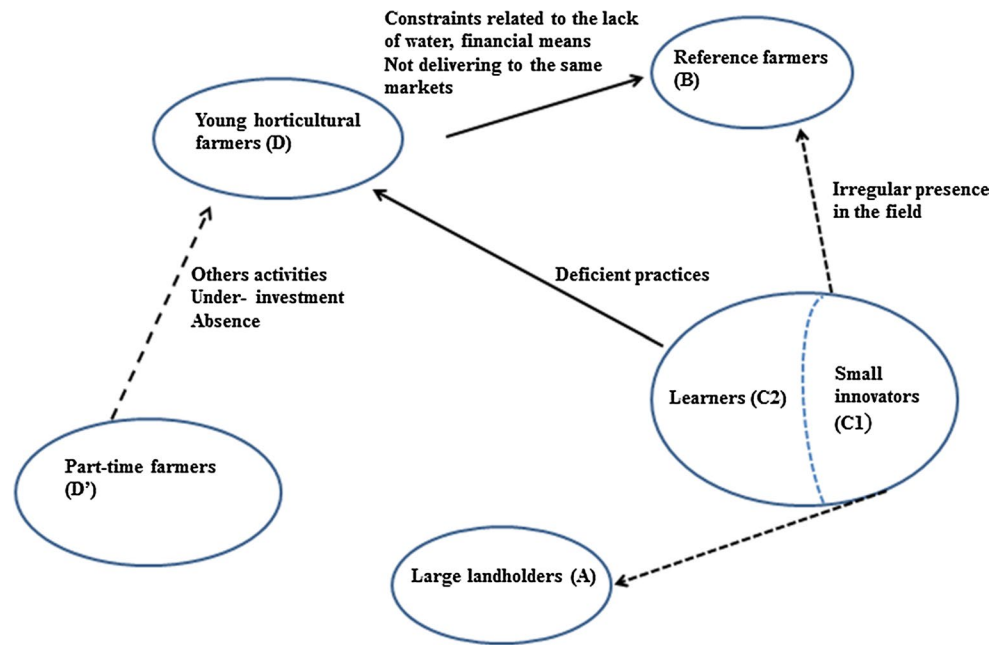 Constraints related to the lack
of water, financial means
Not delivering to the same
markets
Reference farmers
(B)
Young horticultural
farmers (D)
Irregular presence
in the field
Others activities
Under- investment
Absence
Deficient practices
Learners (C2)
Small
innovators
(C1)
Part-time farmers
(D’)
Large landholders (A)